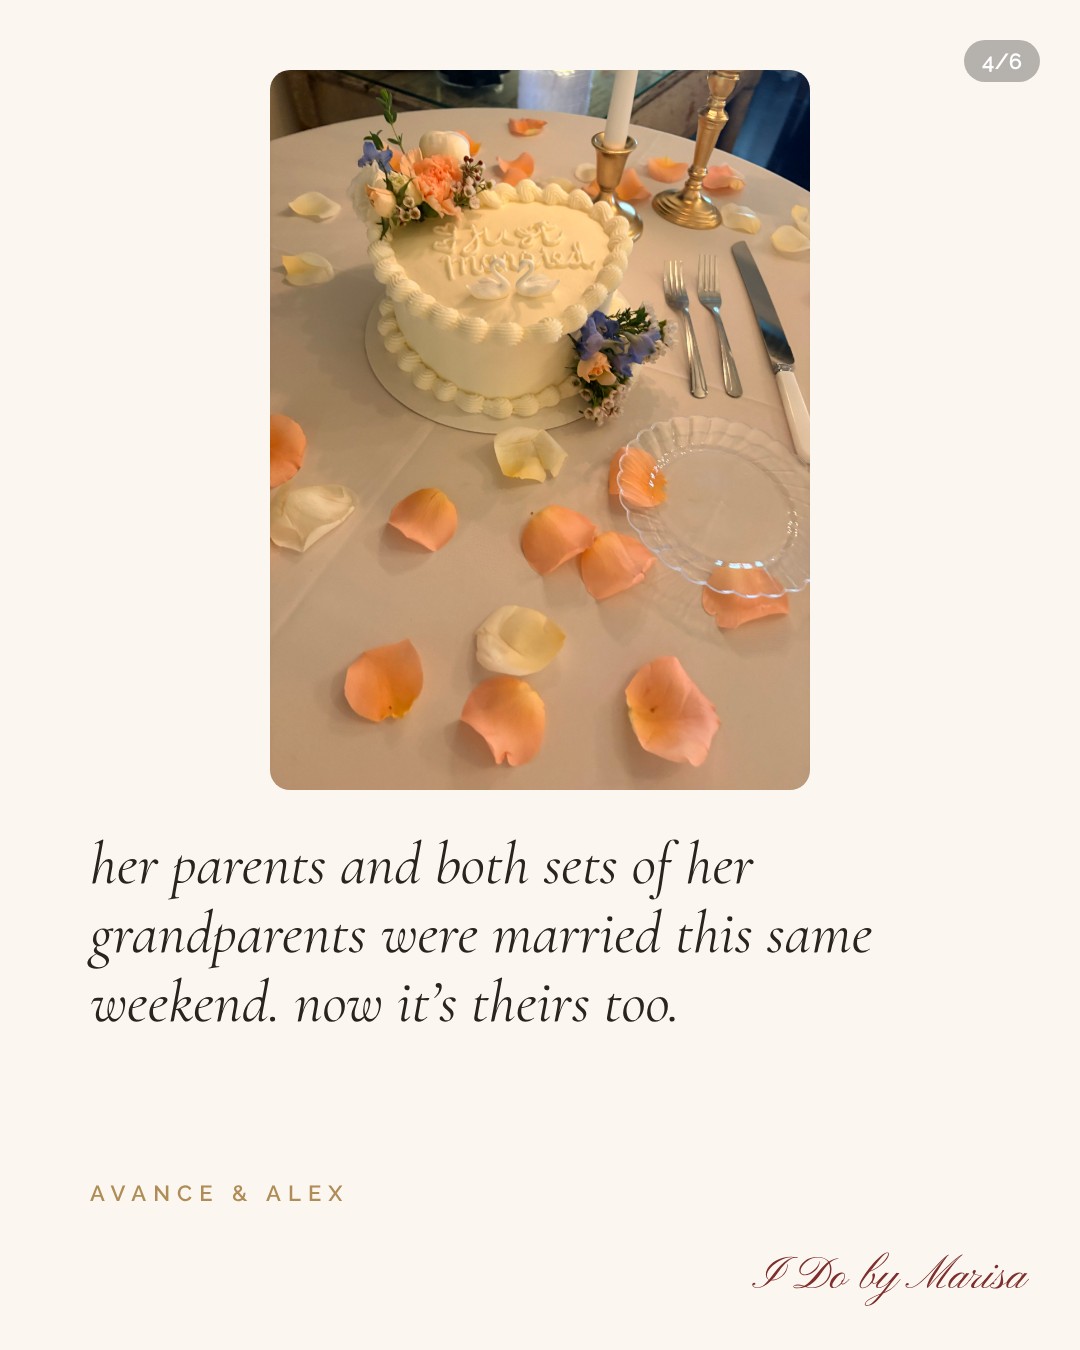 4/6
Just
married
her parents and both sets of her
grandparents were married this same
weekend. now it’s theirs too.
AVANCE & ALEX
I Do by Marisa